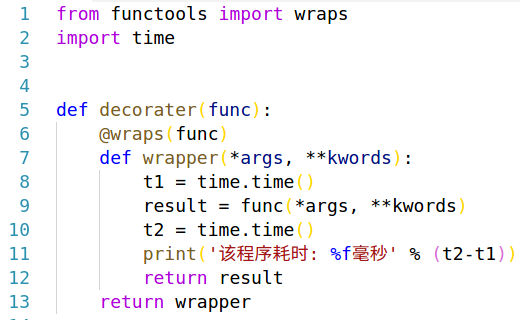 1 from functools import wraps
2 import time
3
4
5 def decorater(func):
6     @wraps(func)
7     def wrapper(*args, **kwords):
8         t1 = time.time()
9         result = func(*args, **kwords)
10         t2 = time.time()
11         print('该程序耗时: %f毫秒' % (t2-t1))
12         return result
13     return wrapper